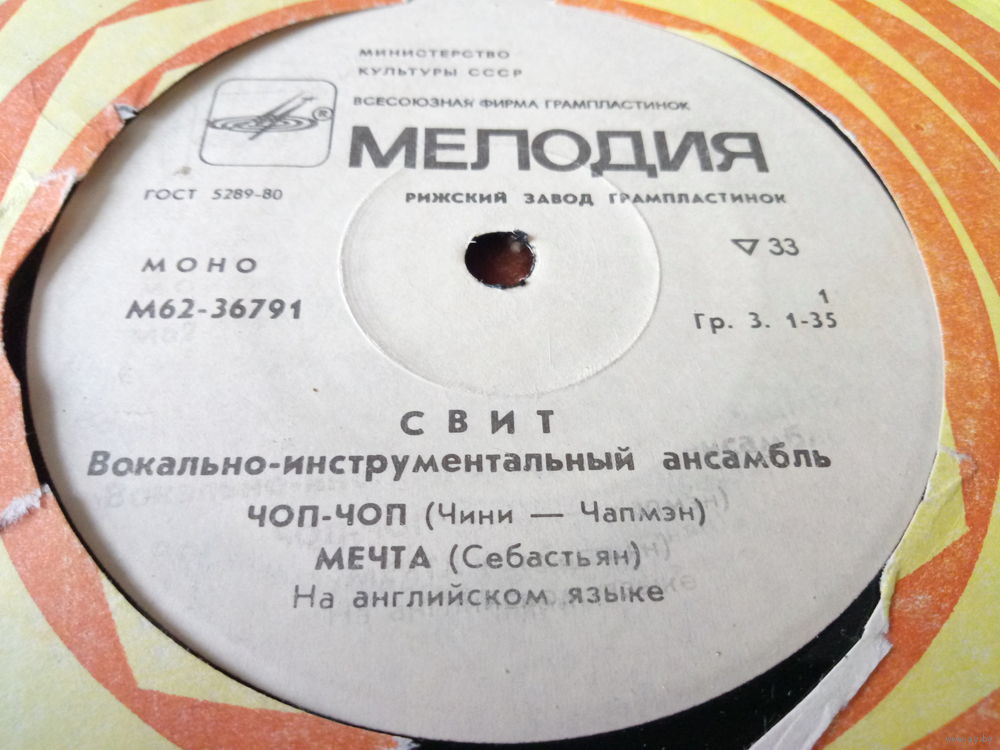 МИНИСТЕРСТВО
КУЛЬТУРЫ СССР
ВСЕСОЮЗНАЯ ФИРМА ГРАМПЛАСТИНОК
®
МЕЛОДИЯ
ГОСТ 5289-80
РИЖСКИЙ ЗАВОД ГРАМПЛАСТИНОК
МОНО
▽ 33
М62-36791
1
Гр. 3. 1-35
СВИТ
Вокально-инструментальный ансамбль
ЧОП-ЧОП (Чини — Чапмэн)
МЕЧТА (Себастьян)
На английском языке